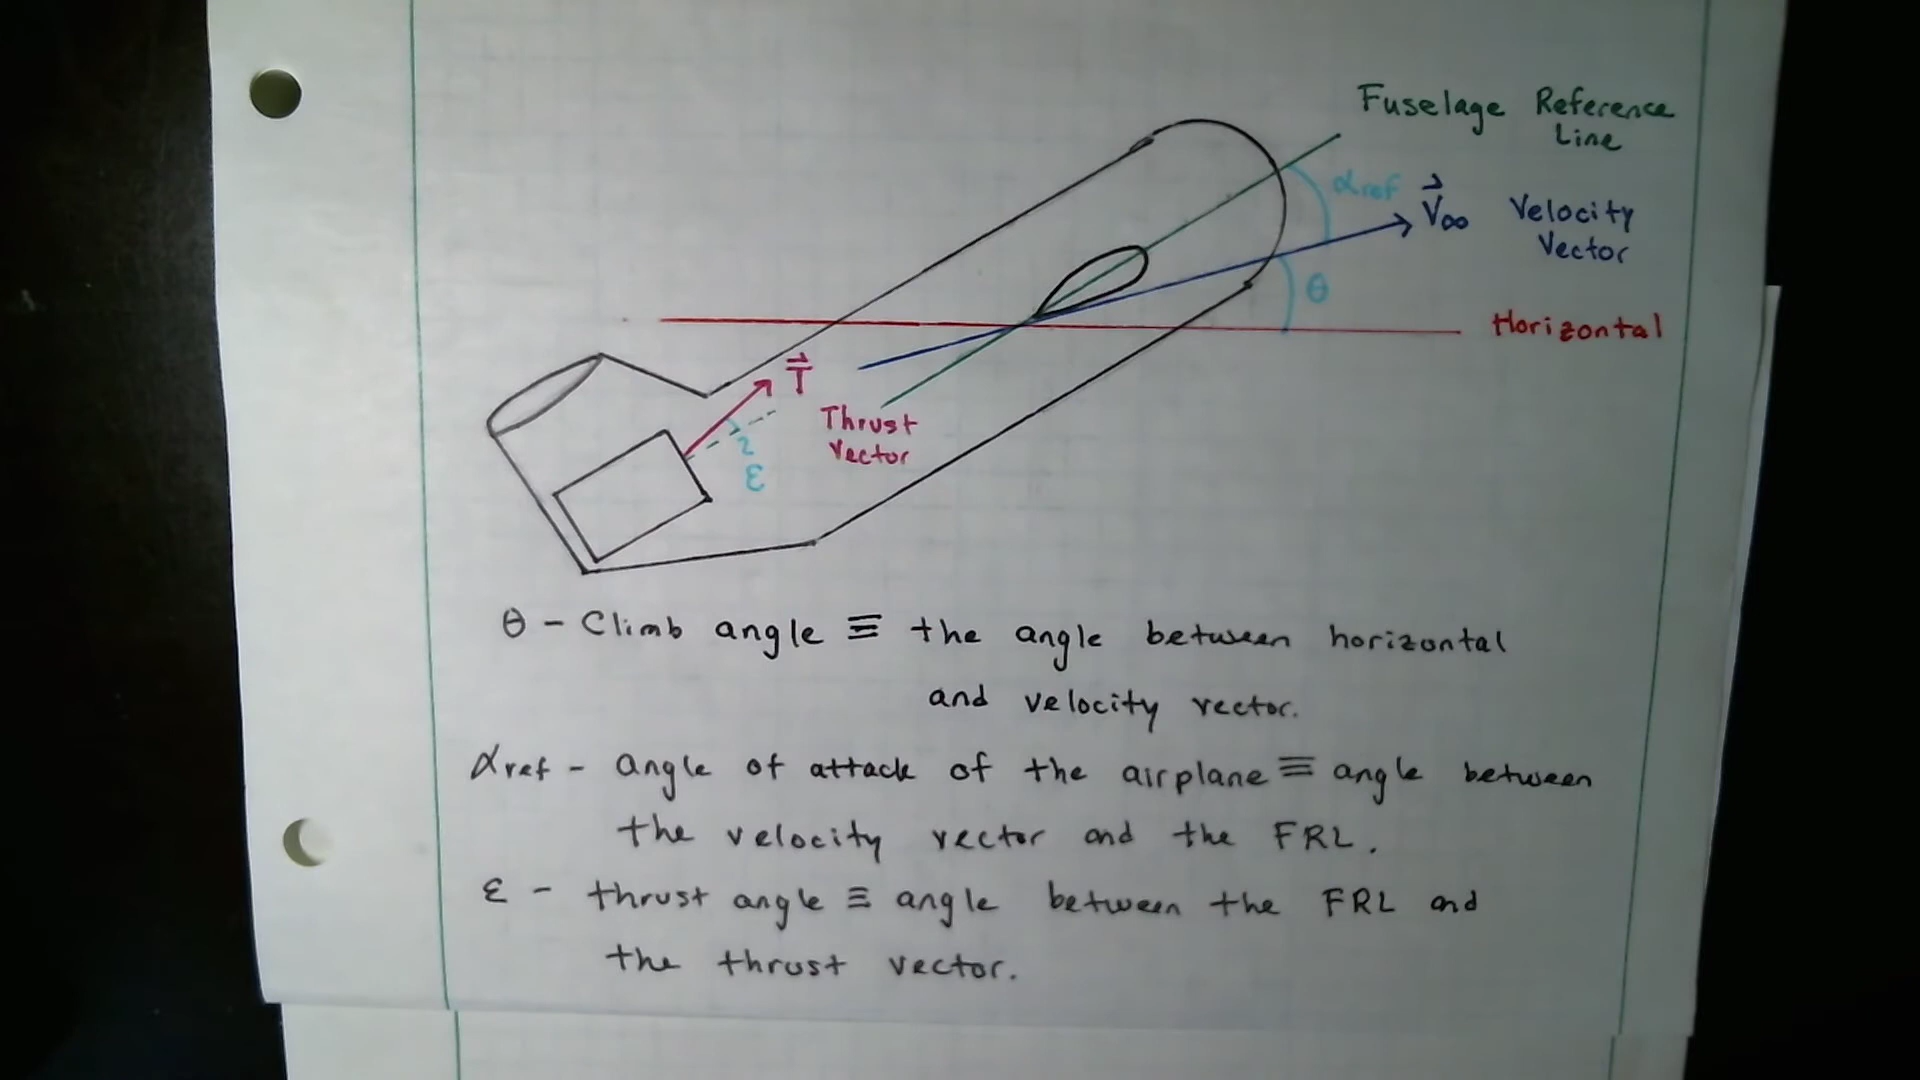 Fuselage Reference
Line
αref
V∞ Velocity
Vector
θ
Horizontal
T
Thrust
Vector
ε
θ - Climb angle ≡ the angle between horizontal
and velocity vector.
αref - angle of attack of the airplane ≡ angle between
the velocity vector and the FRL.
ε - thrust angle ≡ angle between the FRL and
the thrust vector.